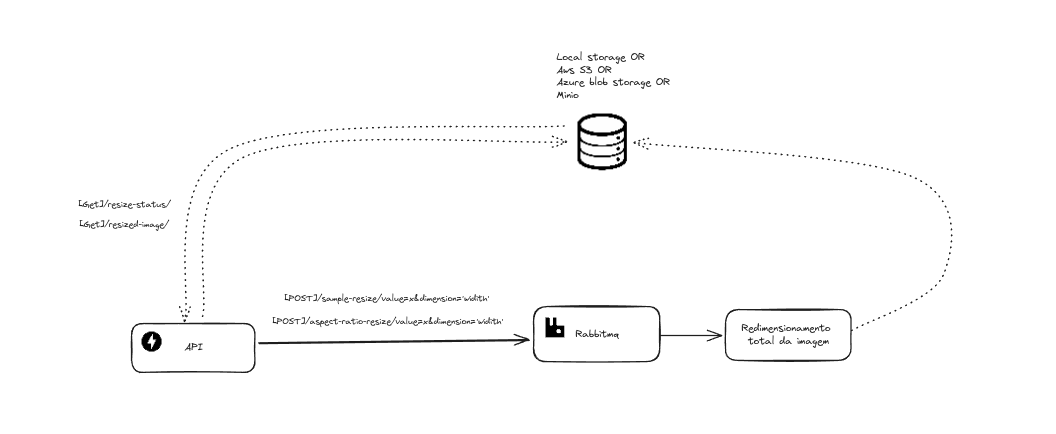 Local storage OR
Aws S3 OR
Azure blob storage OR
Minio
[Get]/resize-status/
[Get]/resized-image/
[POST]/sample-resize/value=x&dimension='width'
[POST]/aspect-ratio-resize/value=x&dimension='width'
API
Rabbitmq
Redimensionamento
total da imagem